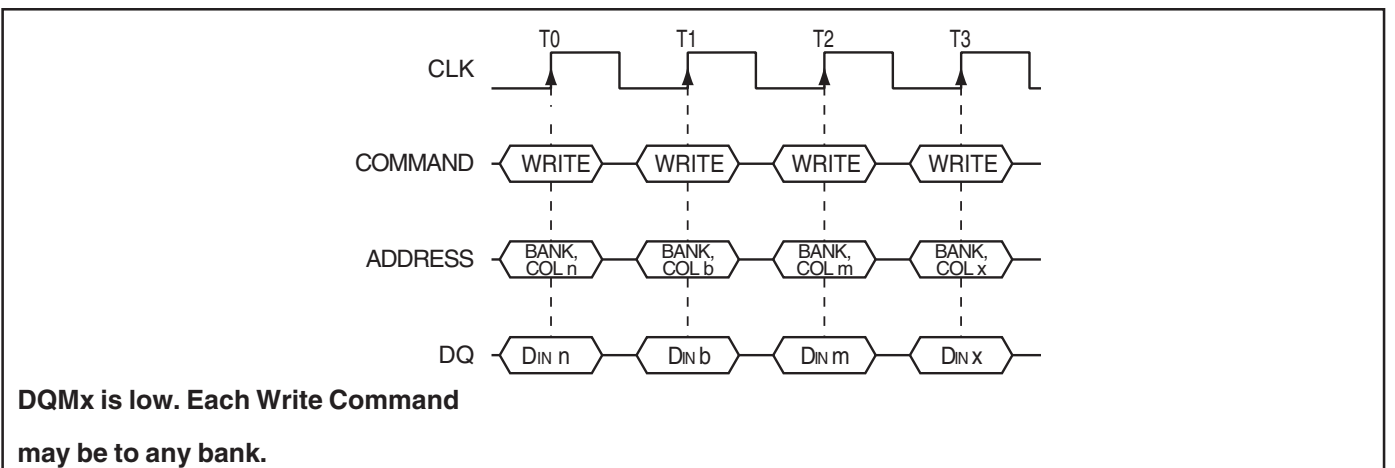 T0 T1 T2 T3
CLK
COMMAND WRITE WRITE WRITE WRITE
BANK, BANK, BANK, BANK,
ADDRESS
COL n COL b COL m COL x
DQ DIN n DIN b DIN m DIN x
DQMx is low. Each Write Command
may be to any bank.